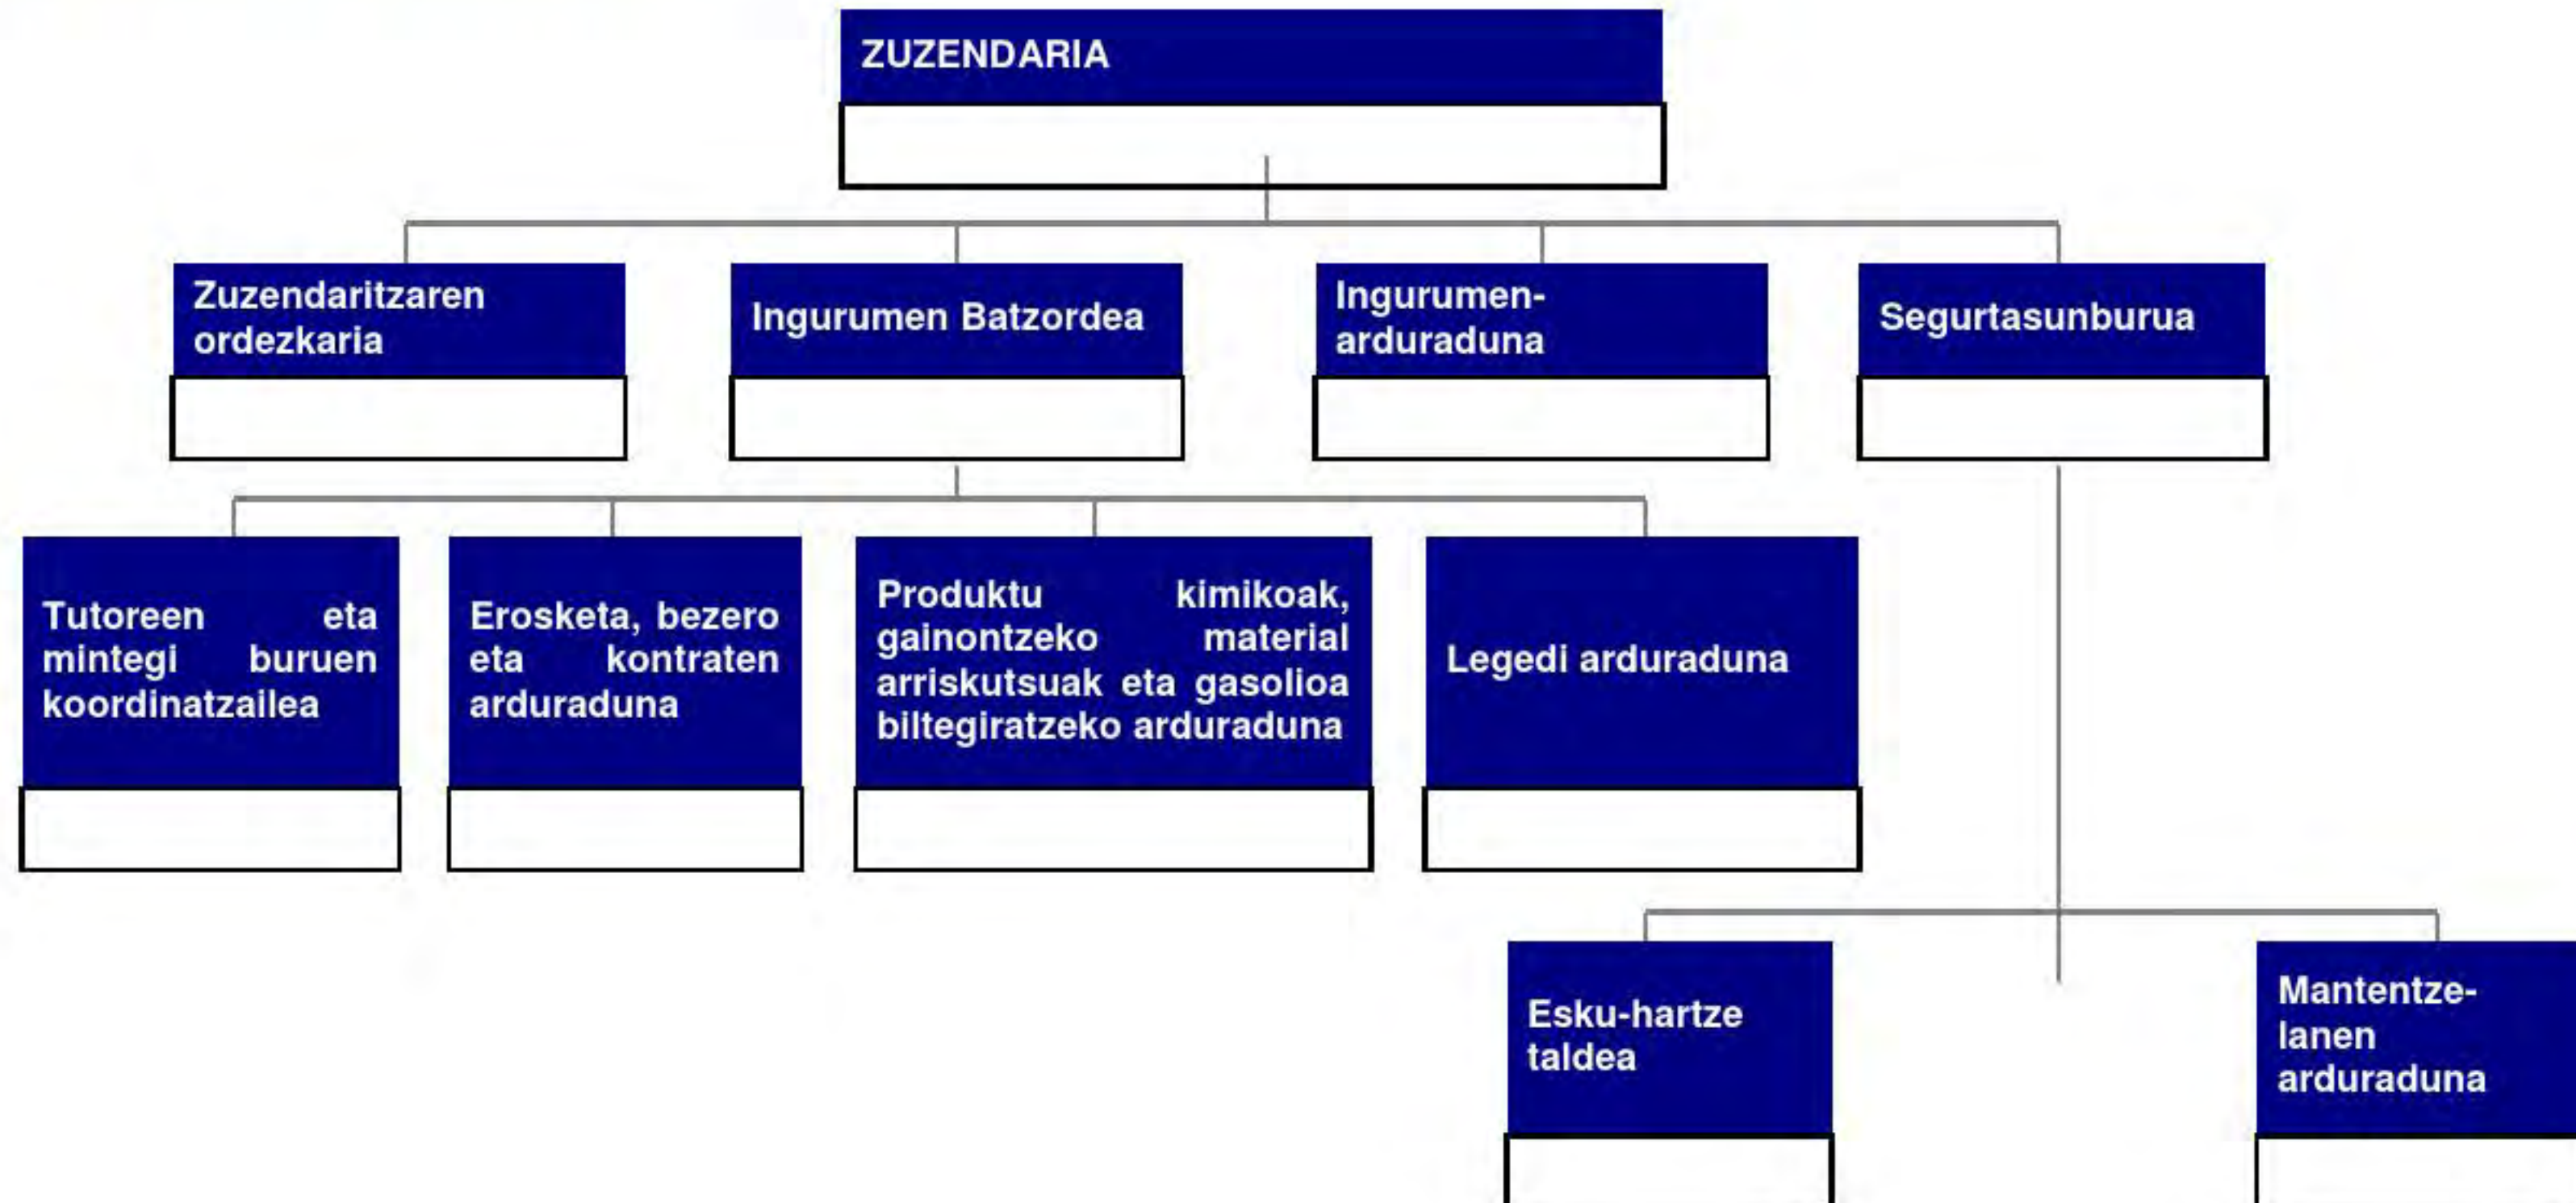 ZUZENDARIA
Zuzendaritzaren
ordezkaria
Ingurumen Batzordea
Ingurumen-
arduraduna
Segurtasunburua
Tutoreen eta
mintegi buruen
koordinatzailea
Erosketa, bezero
eta kontraten
arduraduna
Produktu kimikoak,
gainontzeko material
arriskutsuak eta gasolioa
biltegiratzeko arduraduna
Legedi arduraduna
Esku-hartze
taldea
Mantentze-
lanen
arduraduna